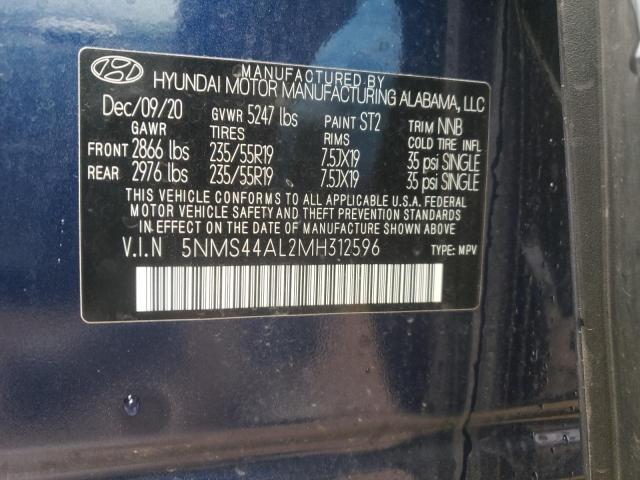 MANUFACTURED BY
HYUNDAI MOTOR MANUFACTURING ALABAMA, LLC
Dec/09/20 GVWR 5247 lbs PAINT ST2 TRIM NNB
GAWR TIRES RIMS COLD TIRE INFL
FRONT 2866 lbs 235/55R19 7.5JX19 35 psi SINGLE
REAR 2976 lbs 235/55R19 7.5JX19 35 psi SINGLE
THIS VEHICLE CONFORMS TO ALL APPLICABLE U.S.A. FEDERAL
MOTOR VEHICLE SAFETY AND THEFT PREVENTION STANDARDS
IN EFFECT ON THE DATE OF MANUFACTURE SHOWN ABOVE.
V.I.N 5NMS44AL2MH312596 TYPE: MPV